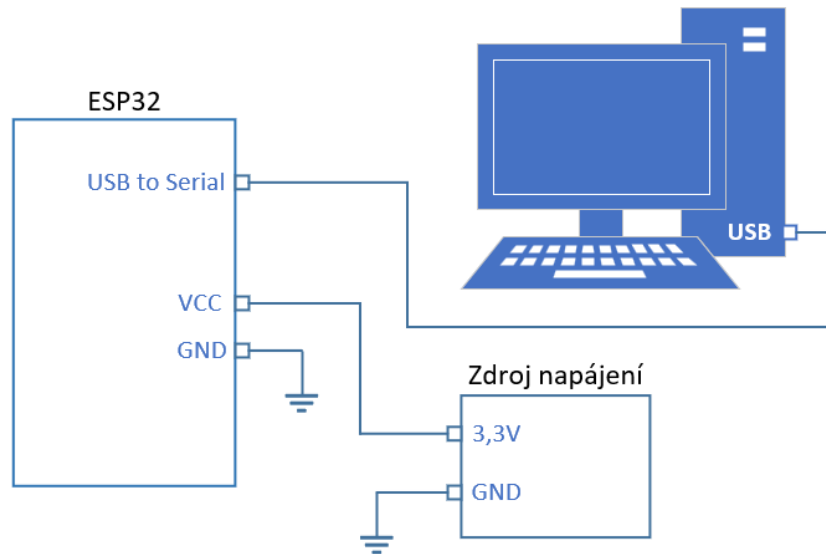 ESP32
USB to Serial
VCC
GND
USB
Zdroj napájení
3,3V
GND